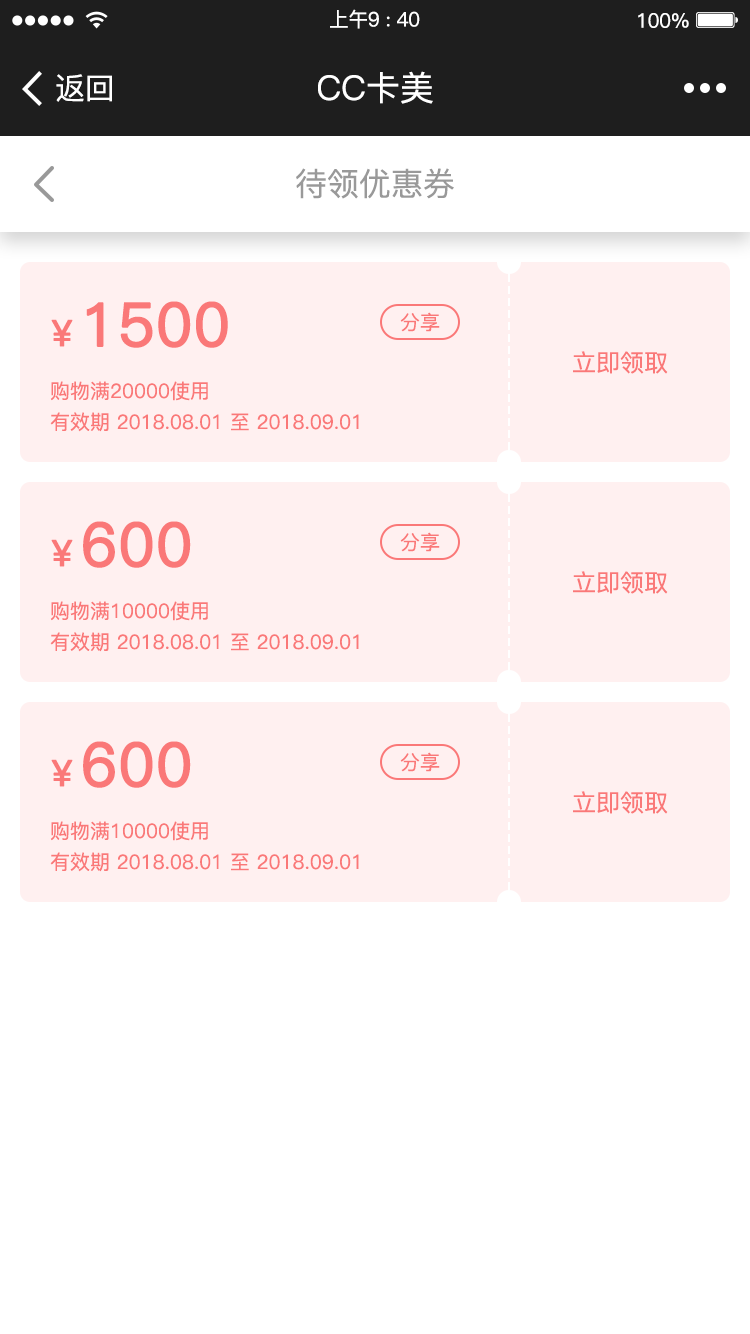 上午9 : 40
100%
返回
CC卡美
待领优惠券
¥1500
分享
购物满20000使用
有效期 2018.08.01 至 2018.09.01
立即领取
¥600
分享
购物满10000使用
有效期 2018.08.01 至 2018.09.01
立即领取
¥600
分享
购物满10000使用
有效期 2018.08.01 至 2018.09.01
立即领取